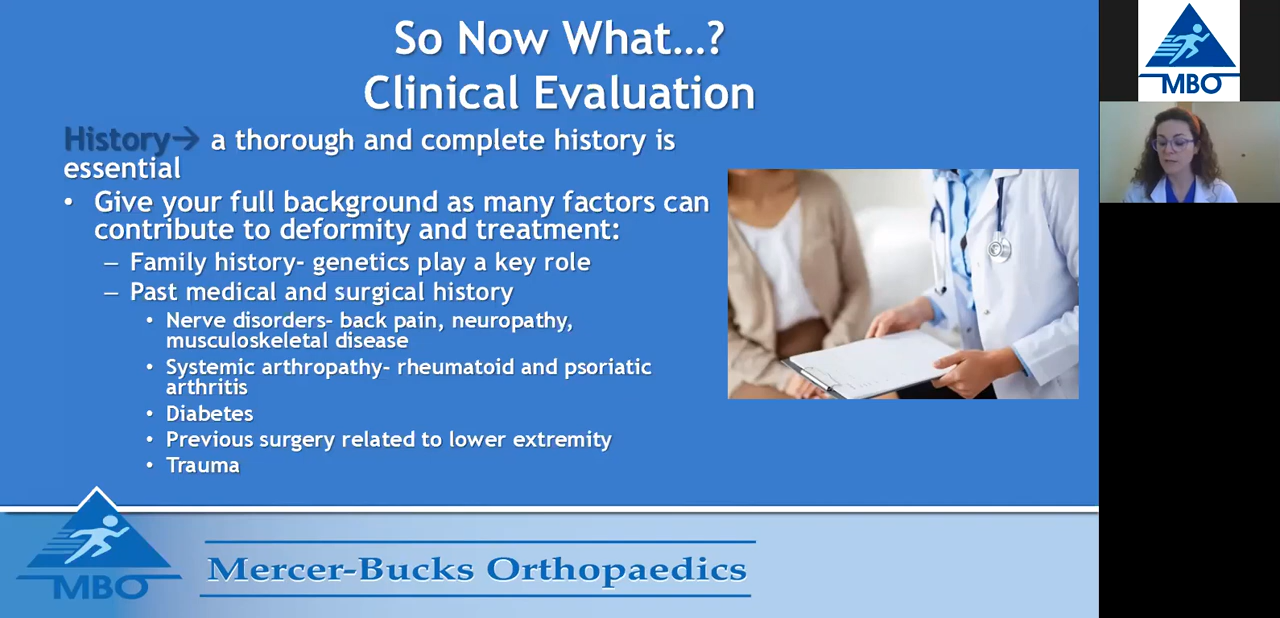 So Now What...?
Clinical Evaluation
History→ a thorough and complete history is
essential
• Give your full background as many factors can
contribute to deformity and treatment:
– Family history- genetics play a key role
– Past medical and surgical history
• Nerve disorders- back pain, neuropathy,
musculoskeletal disease
• Systemic arthropathy- rheumatoid and psoriatic
arthritis
• Diabetes
• Previous surgery related to lower extremity
• Trauma
MBO
Mercer-Bucks Orthopaedics
MBO